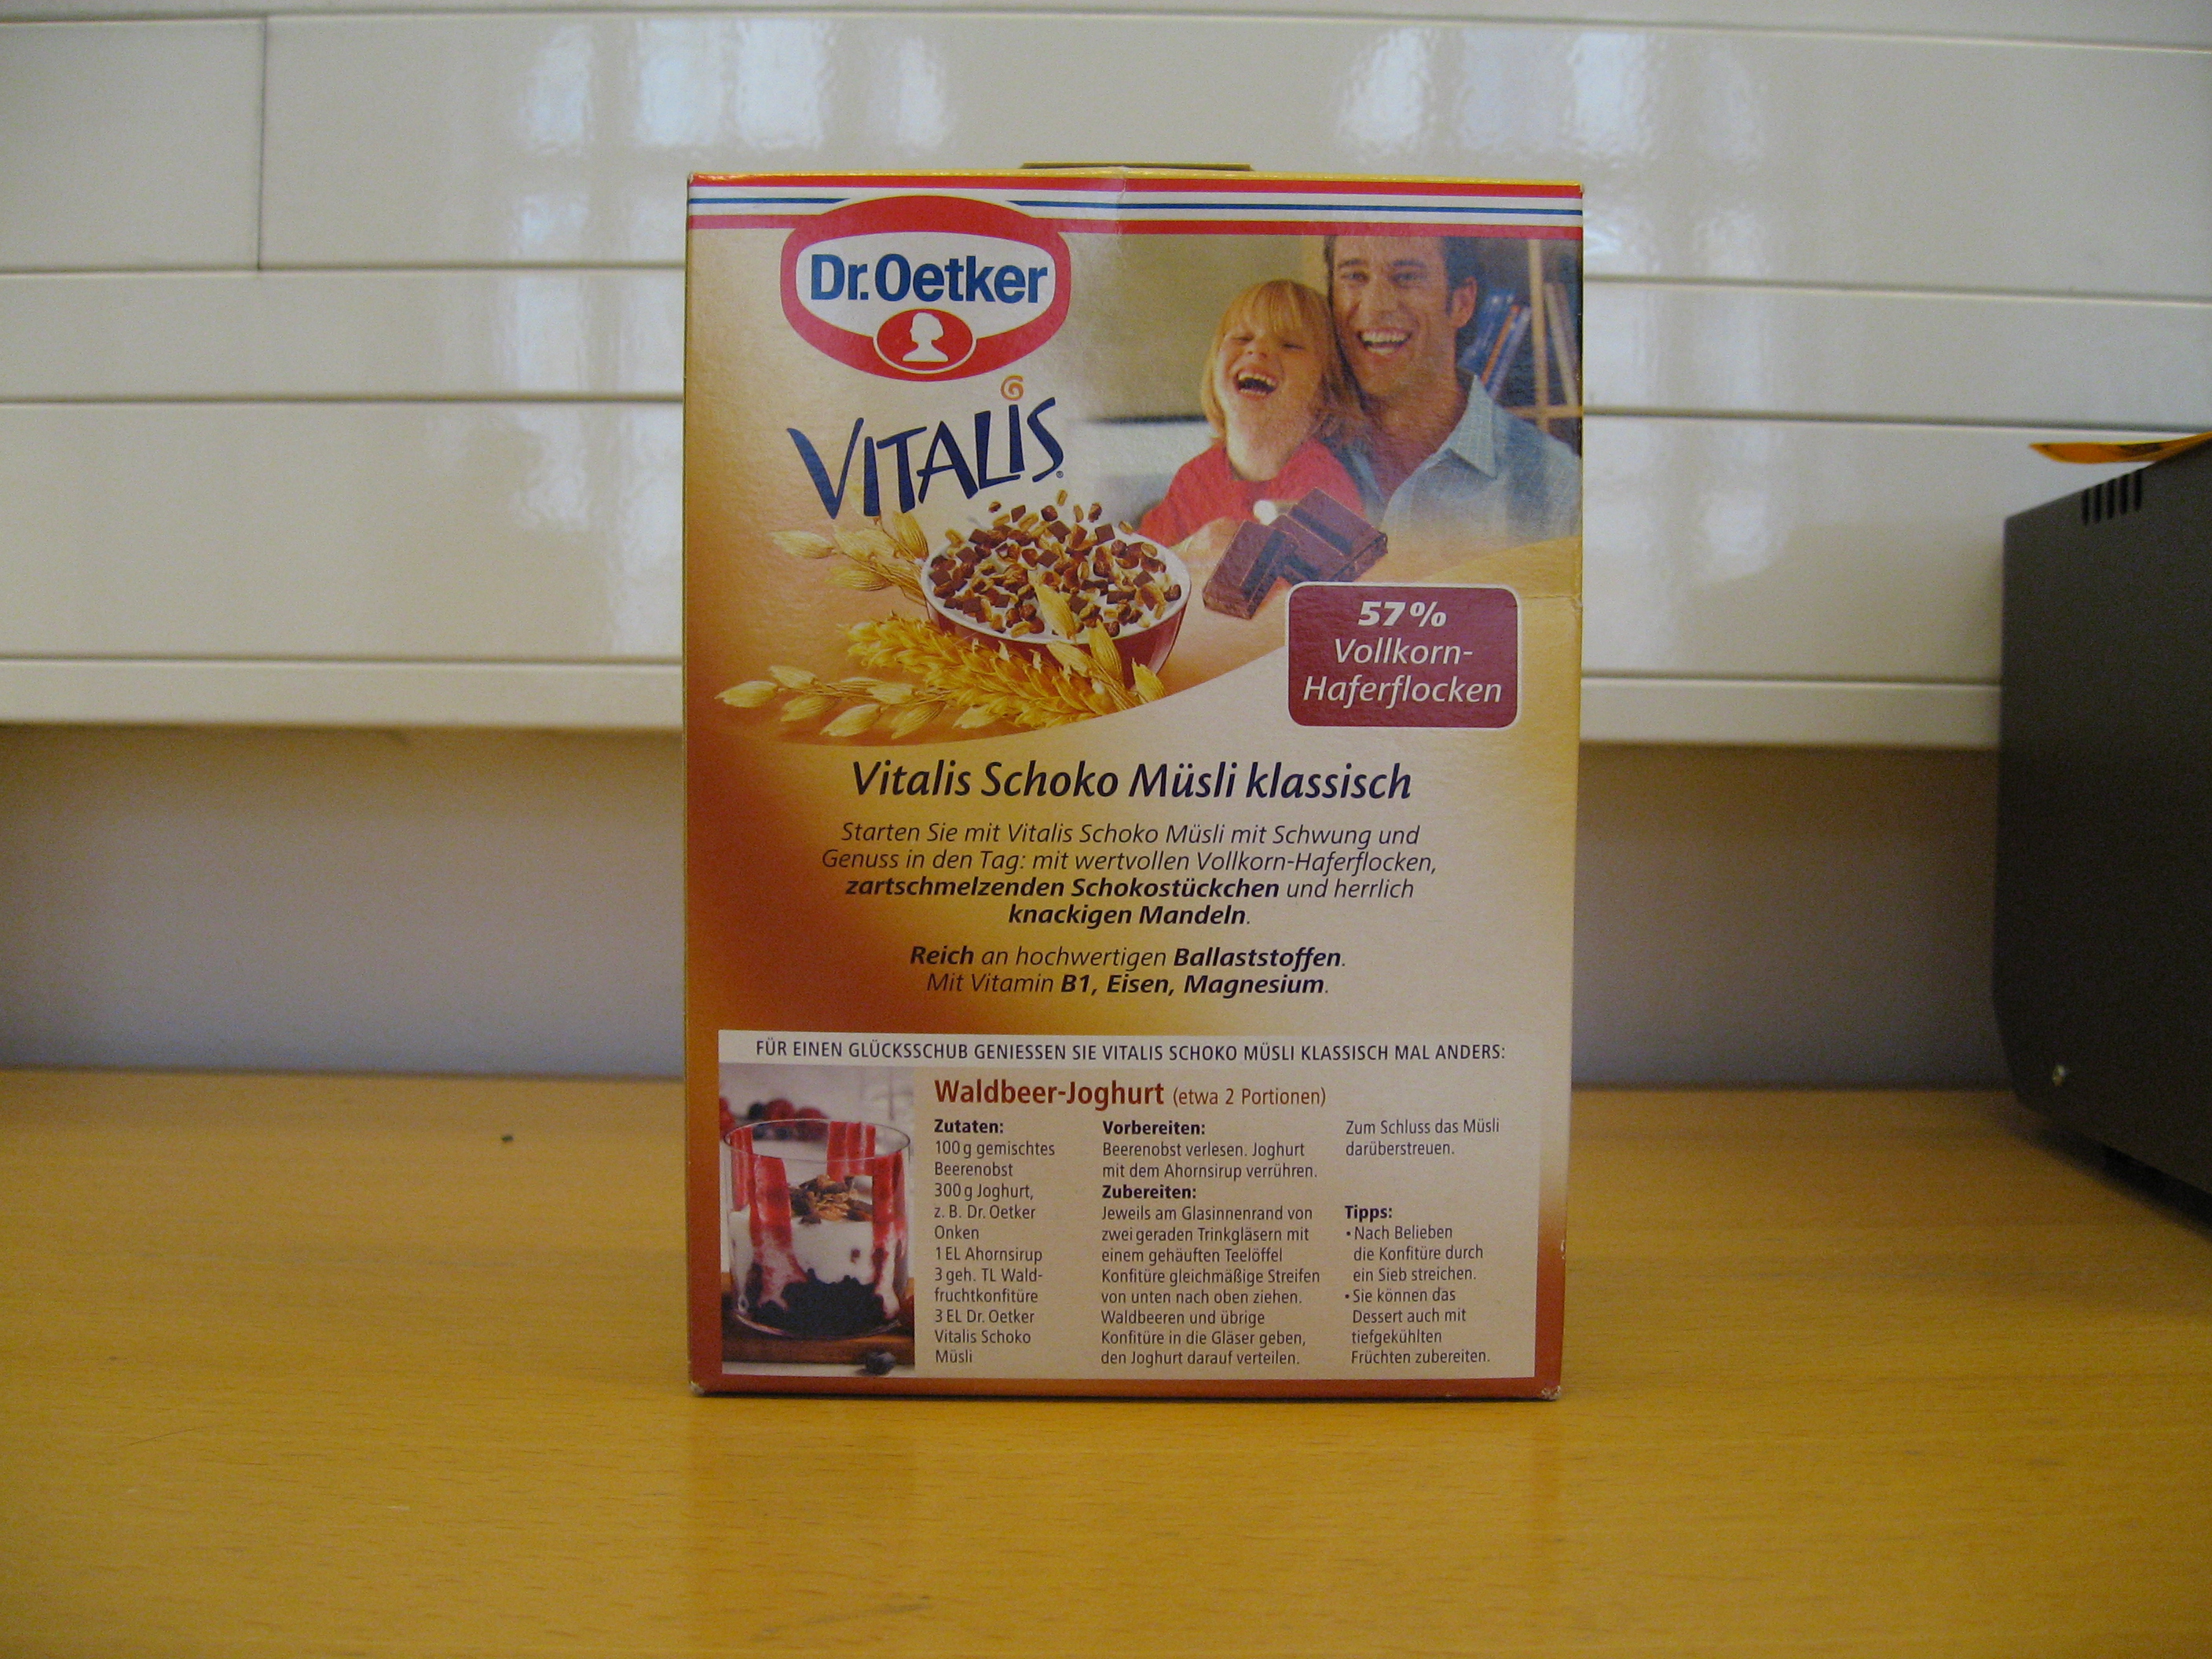 Dr.Oetker
VITALIS®
57%
Vollkorn-
Haferflocken
Vitalis Schoko Müsli klassisch
Starten Sie mit Vitalis Schoko Müsli mit Schwung und
Genuss in den Tag: mit wertvollen Vollkorn-Haferflocken,
zartschmelzenden Schokostückchen und herrlich
knackigen Mandeln.
Reich an hochwertigen Ballaststoffen.
Mit Vitamin B1, Eisen, Magnesium.
FÜR EINEN GLÜCKSSCHUB GENIESSEN SIE VITALIS SCHOKO MÜSLI KLASSISCH MAL ANDERS:
Waldbeer-Joghurt (etwa 2 Portionen)
Zutaten:
100 g gemischtes
Beerenobst
300 g Joghurt,
z. B. Dr. Oetker
Onken
1 EL Ahornsirup
3 geh. TL Wald-
fruchtkonfitüre
3 EL Dr. Oetker
Vitalis Schoko
Müsli
Vorbereiten:
Beerenobst verlesen. Joghurt
mit dem Ahornsirup verrühren.
Zubereiten:
Jeweils am Glasinnenrand von
zwei geraden Trinkgläsern mit
einem gehäuften Teelöffel
Konfitüre gleichmäßige Streifen
von unten nach oben ziehen.
Waldbeeren und übrige
Konfitüre in die Gläser geben,
den Joghurt darauf verteilen.
Zum Schluss das Müsli
darüberstreuen.
Tipps:
• Nach Belieben
die Konfitüre durch
ein Sieb streichen.
• Sie können das
Dessert auch mit
tiefgekühlten
Früchten zubereiten.